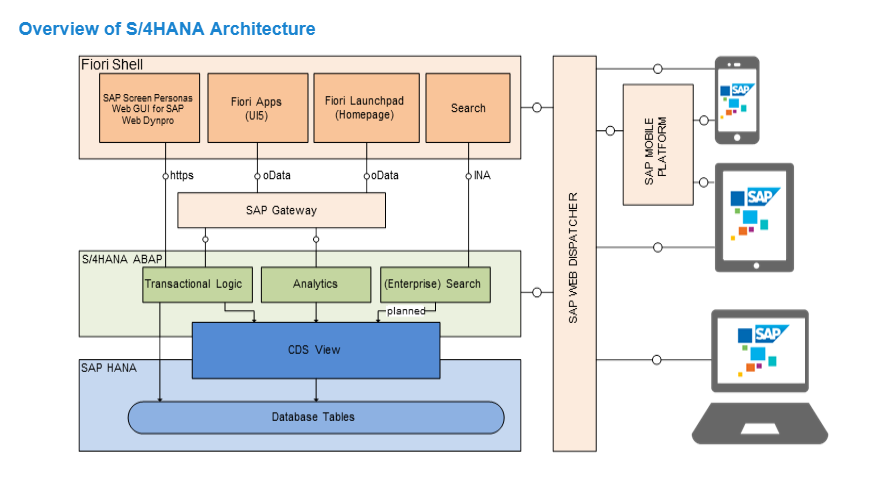 Overview of S/4HANA Architecture
Fiori Shell
SAP Screen Personas
Web GUI for SAP
Web Dynpro
Fiori Apps
(UI5)
Fiori Launchpad
(Homepage)
Search
https
oData
oData
INA
SAP Gateway
S/4HANA ABAP
Transactional Logic
Analytics
(Enterprise) Search
planned
CDS View
SAP HANA
Database Tables
SAP WEB DISPATCHER
SAP MOBILE
PLATFORM
SAP
SAP
SAP